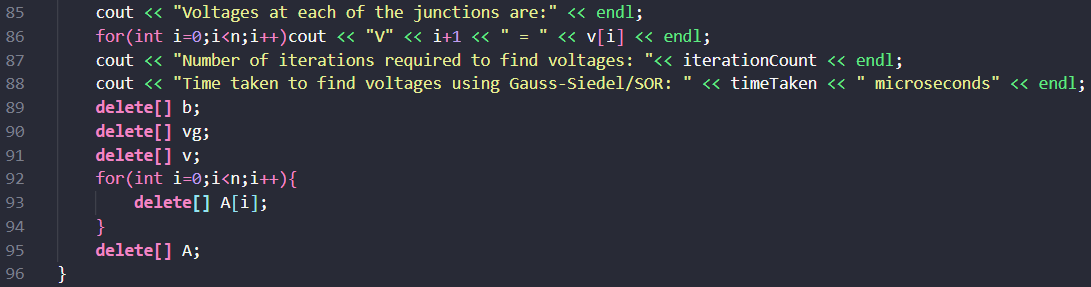 85 cout << "Voltages at each of the junctions are:" << endl;
86 for(int i=0;i<n;i++)cout << "V" << i+1 << " = " << v[i] << endl;
87 cout << "Number of iterations required to find voltages: "<< iterationCount << endl;
88 cout << "Time taken to find voltages using Gauss-Siedel/SOR: " << timeTaken << " microseconds" << endl;
89 delete[] b;
90 delete[] vg;
91 delete[] v;
92 for(int i=0;i<n;i++){
93 delete[] A[i];
94 }
95 delete[] A;
96 }